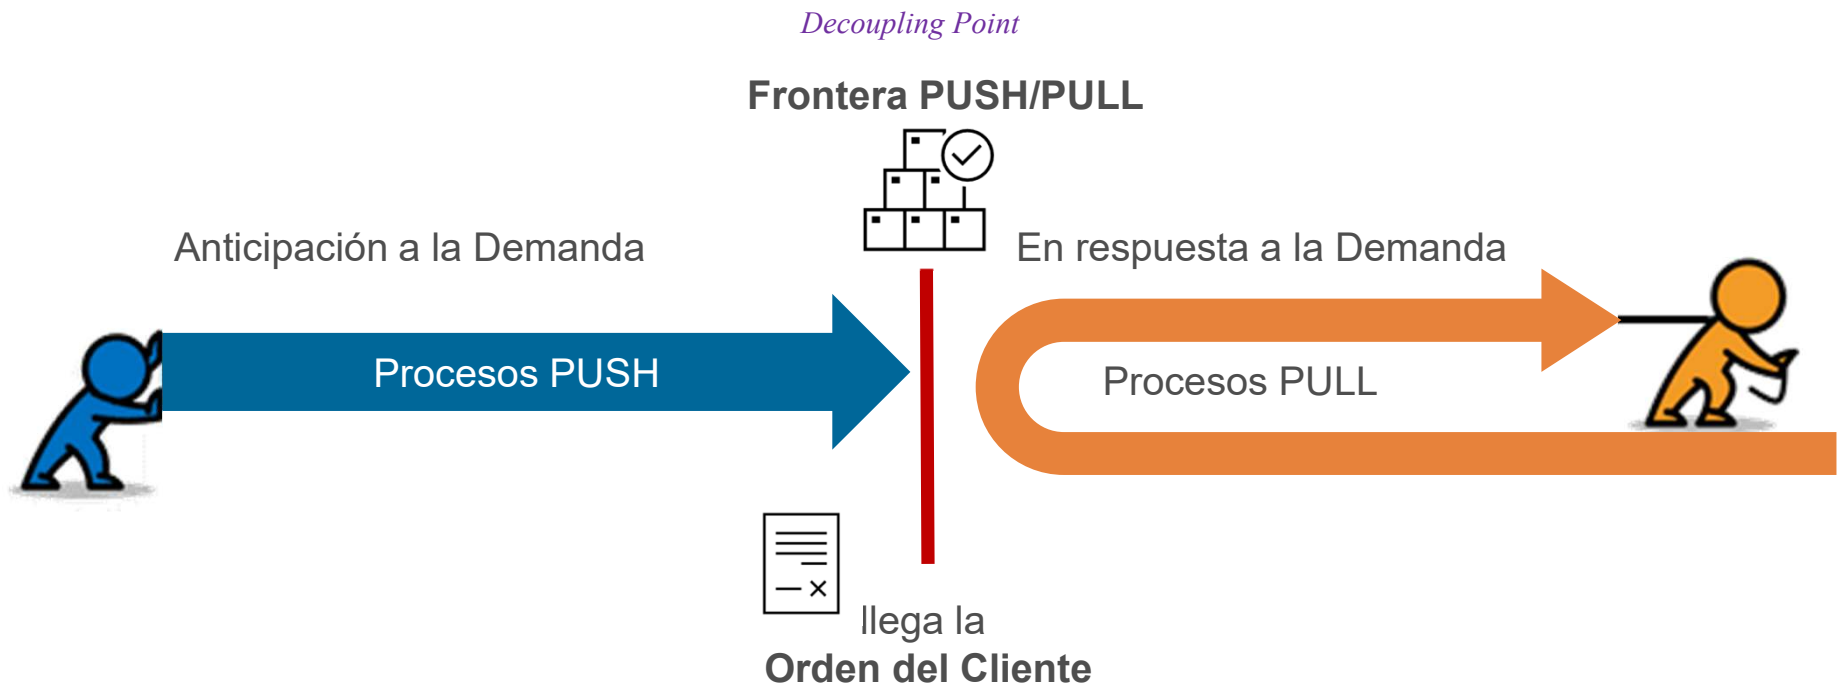 Decoupling Point
Frontera PUSH/PULL
Anticipación a la Demanda
En respuesta a la Demanda
Procesos PUSH
Procesos PULL
llega la
Orden del Cliente